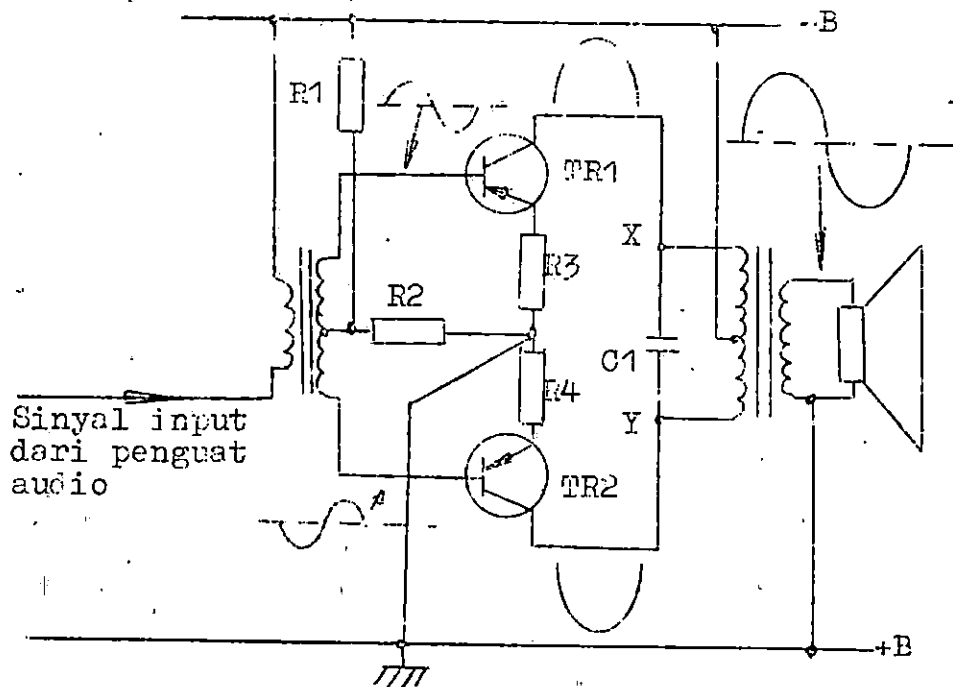 -B
R1
TR1
X
R3
R2
C1
R4
Y
Sinyal input
dari penguat
audio
TR2
+B